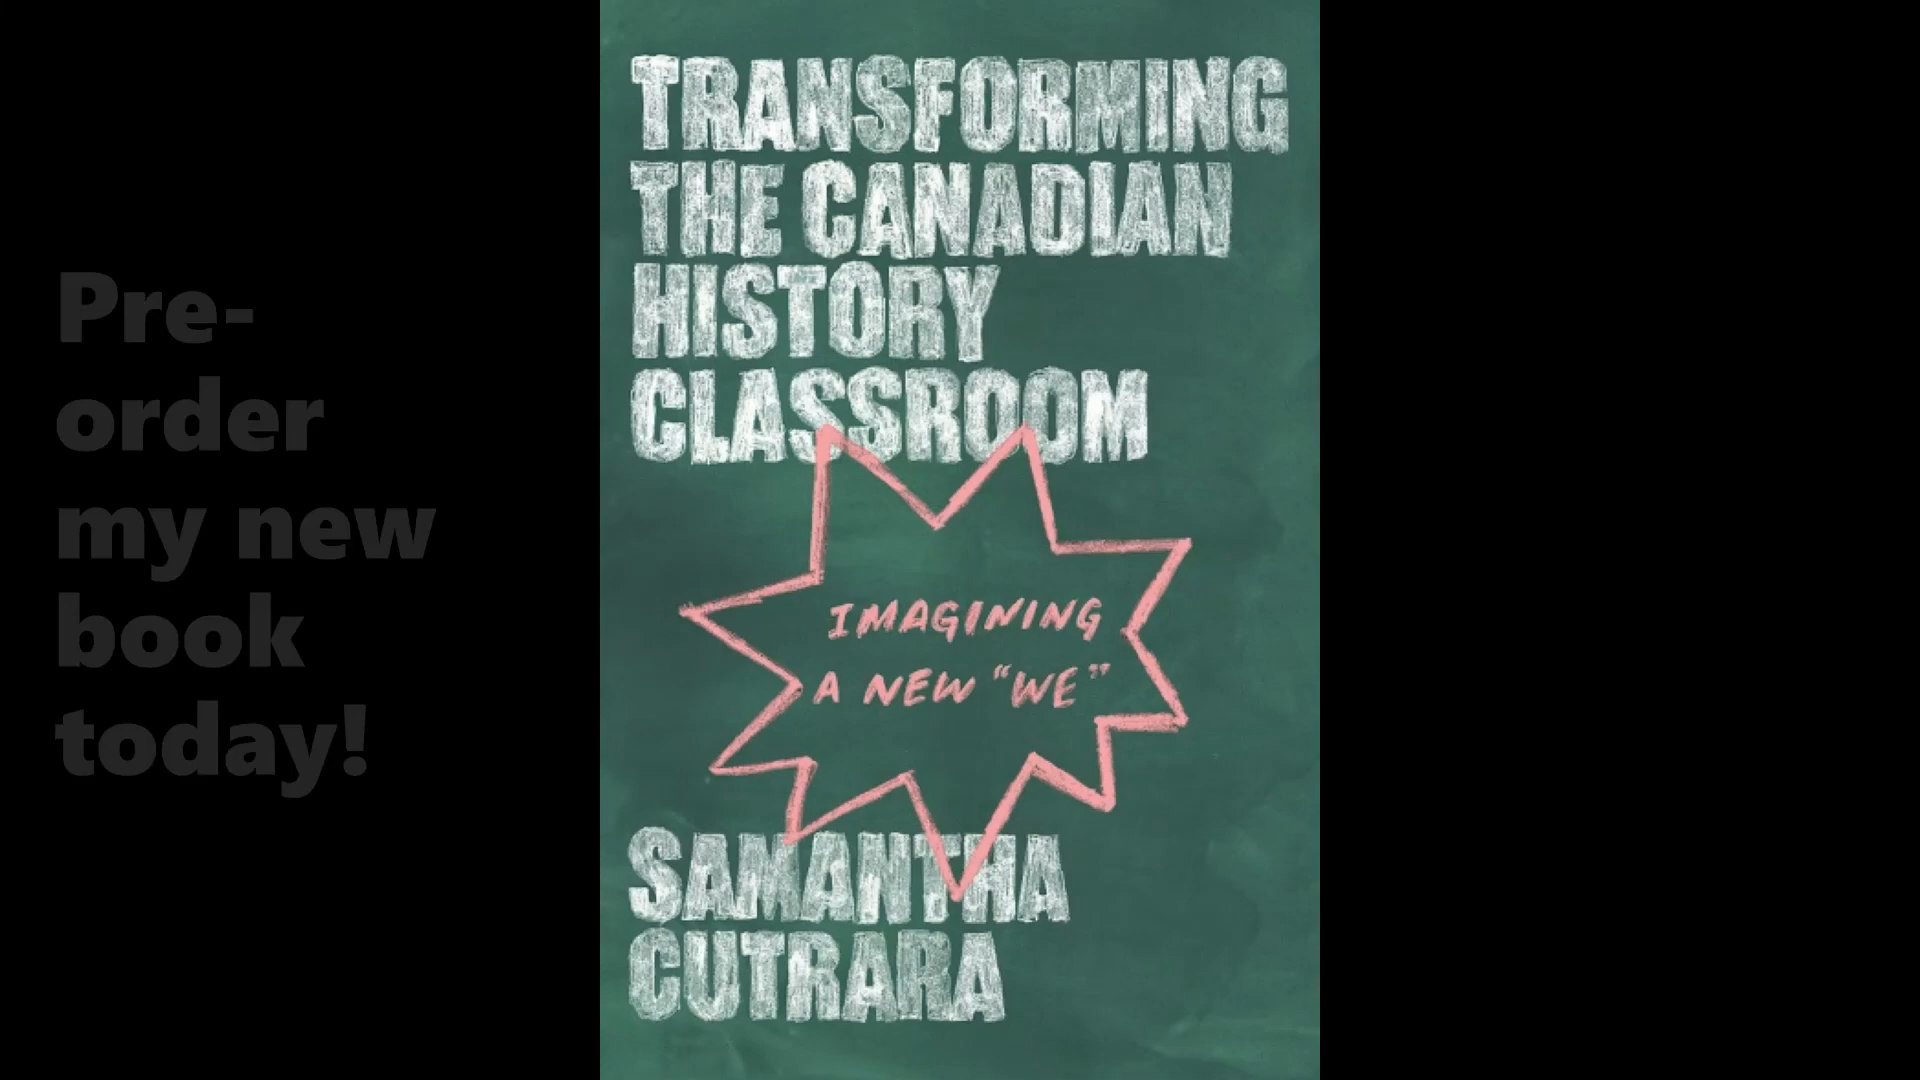 Pre-
order
my new
book
today!
TRANSFORMING
THE CANADIAN
HISTORY
CLASSROOM
IMAGINING
A NEW “WE”
SAMANTHA
CUTRARA